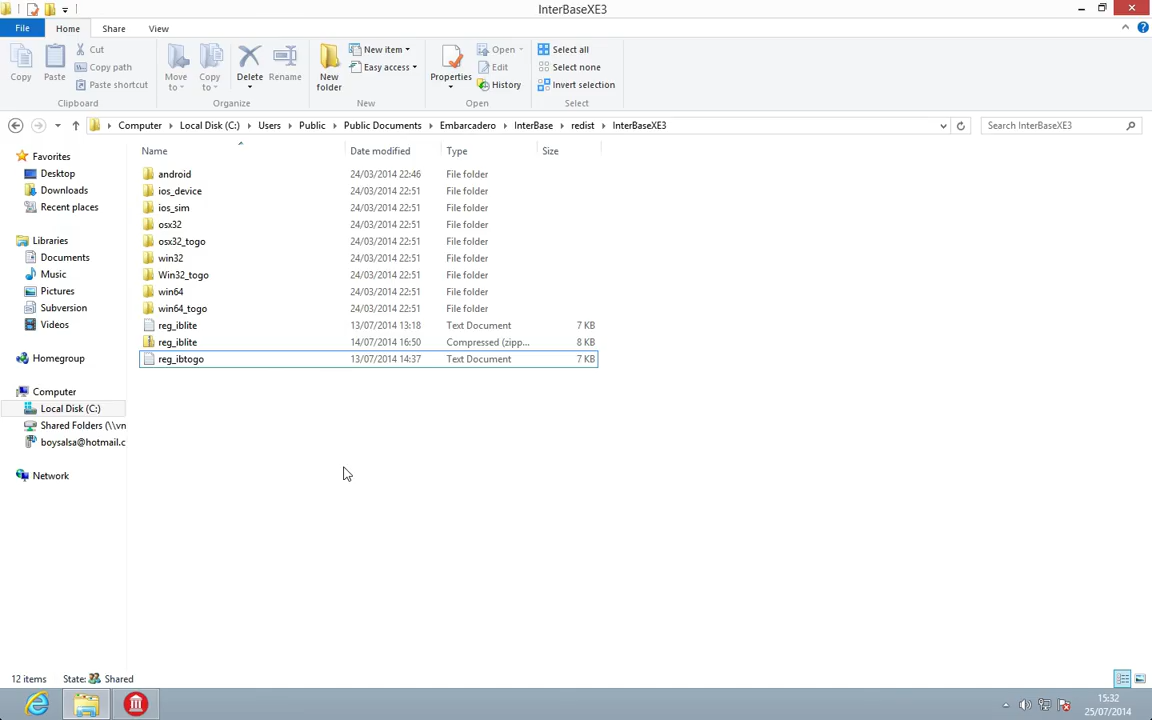 InterBaseXE3
File
Home
Share
View
Copy
Paste
Cut
Copy path
Paste shortcut
Clipboard
Move to
Copy to
Delete
Rename
Organize
New folder
New item
Easy access
New
Properties
Open
Edit
History
Open
Select all
Select none
Invert selection
Select
Computer Local Disk (C:) Users Public Public Documents Embarcadero InterBase redist InterBaseXE3
Search InterBaseXE3
Favorites
Desktop
Downloads
Recent places
Libraries
Documents
Music
Pictures
Subversion
Videos
Homegroup
Computer
Local Disk (C:)
Shared Folders (\\vn
boysalsa@hotmail.c
Network
Name Date modified Type Size
android 24/03/2014 22:46 File folder
ios_device 24/03/2014 22:51 File folder
ios_sim 24/03/2014 22:51 File folder
osx32 24/03/2014 22:51 File folder
osx32_togo 24/03/2014 22:51 File folder
win32 24/03/2014 22:51 File folder
Win32_togo 24/03/2014 22:51 File folder
win64 24/03/2014 22:51 File folder
win64_togo 24/03/2014 22:51 File folder
reg_iblite 13/07/2014 13:18 Text Document 7 KB
reg_iblite 14/07/2014 16:50 Compressed (zipp... 8 KB
reg_ibtogo 13/07/2014 14:37 Text Document 7 KB
12 items State: Shared
15:32
25/07/2014